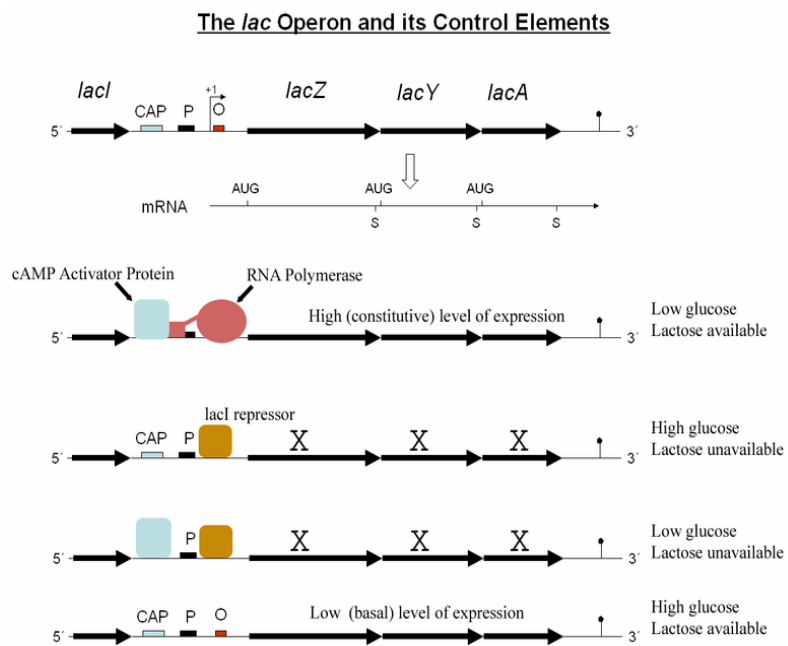 The lac Operon and its Control Elements
lacI CAP P +1 O lacZ lacY lacA
5´ 3´
AUG AUG AUG
mRNA
S S S
cAMP Activator Protein RNA Polymerase
High (constitutive) level of expression
Low glucose
Lactose available
5´ 3´
lacI repressor
CAP P X X X
High glucose
Lactose unavailable
5´ 3´
P X X X
Low glucose
Lactose unavailable
5´ 3´
CAP P O Low (basal) level of expression
High glucose
Lactose available
5´ 3´